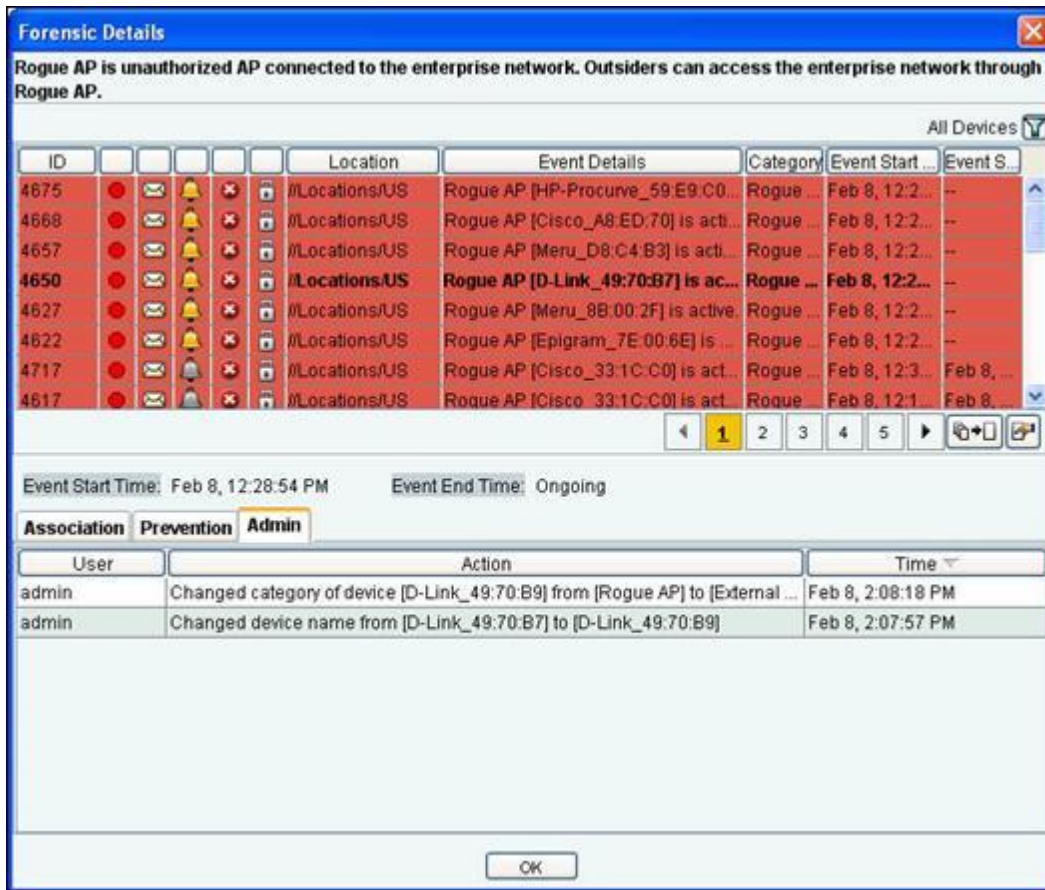 Forensic Details
Rogue AP is unauthorized AP connected to the enterprise network. Outsiders can access the enterprise network through
Rogue AP.
All Devices
ID Location Event Details Category Event Start ... Event S...
4675 //Locations/US Rogue AP [HP-Procurve_59:E9:C0... Rogue ... Feb 8, 12:2... --
4668 //Locations/US Rogue AP [Cisco_A8:ED:70] is acti... Rogue ... Feb 8, 12:2... --
4657 //Locations/US Rogue AP [Meru_D8:C4:B3] is acti... Rogue ... Feb 8, 12:2... --
4650 //Locations/US Rogue AP [D-Link_49:70:B7] is ac... Rogue ... Feb 8, 12:2... --
4627 //Locations/US Rogue AP [Meru_8B:00:2F] is active. Rogue ... Feb 8, 12:2... --
4622 //Locations/US Rogue AP [Epigram_7E:00:6E] is ... Rogue ... Feb 8, 12:2... --
4717 //Locations/US Rogue AP [Cisco_33:1C:C0] is act... Rogue ... Feb 8, 12:3... Feb 8, ...
4617 //Locations/US Rogue AP [Cisco_33:1C:C0] is act... Rogue ... Feb 8, 12:1... Feb 8, ...
1 2 3 4 5
Event Start Time: Feb 8, 12:28:54 PM Event End Time: Ongoing
Association Prevention Admin
User Action Time
admin Changed category of device [D-Link_49:70:B9] from [Rogue AP] to [External ... Feb 8, 2:08:18 PM
admin Changed device name from [D-Link_49:70:B7] to [D-Link_49:70:B9] Feb 8, 2:07:57 PM
OK